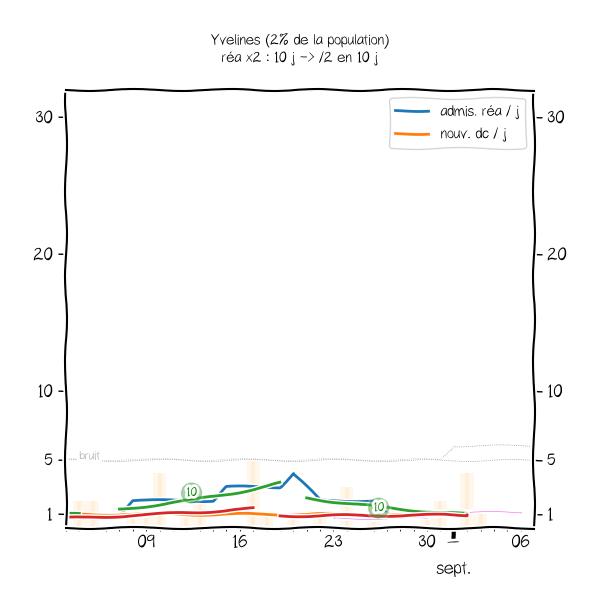 Yvelines (2% de la population)
réa x2 : 10 j -> /2 en 10 j
admis. réa / j
nouv. dc / j
30 30
20 20
10 10
5 bruit 5
10 10
1 1
09 16 23 30 06
sept.